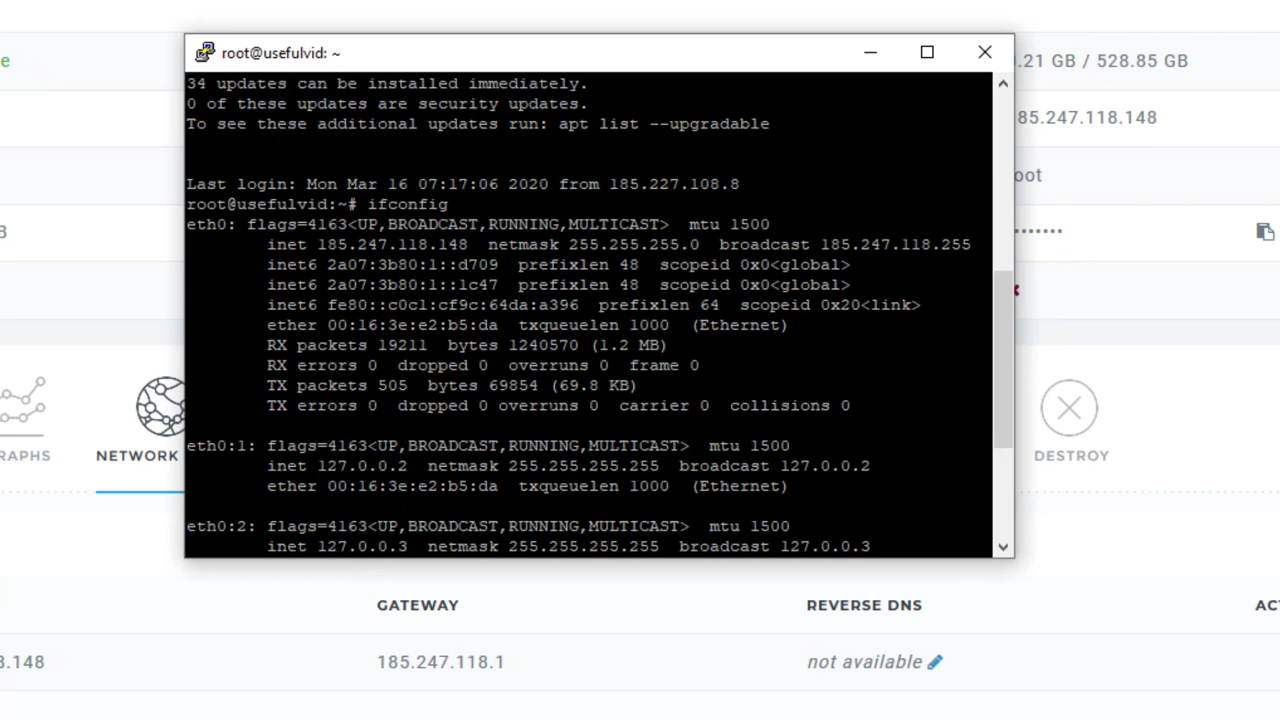 root@usefulvid: ~
34 updates can be installed immediately.
0 of these updates are security updates.
To see these additional updates run: apt list --upgradable
Last login: Mon Mar 16 07:17:06 2020 from 185.227.108.8
root@usefulvid:~# ifconfig
eth0: flags=4163<UP,BROADCAST,RUNNING,MULTICAST>  mtu 1500
inet 185.247.118.148  netmask 255.255.255.0  broadcast 185.247.118.255
inet6 2a07:3b80:1::d709  prefixlen 48  scopeid 0x0<global>
inet6 2a07:3b80:1::1c47  prefixlen 48  scopeid 0x0<global>
inet6 fe80::c0c1:cf9c:64da:a396  prefixlen 64  scopeid 0x20<link>
ether 00:16:3e:e2:b5:da  txqueuelen 1000  (Ethernet)
RX packets 19211  bytes 1240570 (1.2 MB)
RX errors 0  dropped 0  overruns 0  frame 0
TX packets 505  bytes 69854 (69.8 KB)
TX errors 0  dropped 0 overruns 0  carrier 0  collisions 0
eth0:1: flags=4163<UP,BROADCAST,RUNNING,MULTICAST>  mtu 1500
inet 127.0.0.2  netmask 255.255.255.255  broadcast 127.0.0.2
ether 00:16:3e:e2:b5:da  txqueuelen 1000  (Ethernet)
eth0:2: flags=4163<UP,BROADCAST,RUNNING,MULTICAST>  mtu 1500
inet 127.0.0.3  netmask 255.255.255.255  broadcast 127.0.0.3
.21 GB / 528.85 GB
85.247.118.148
oot
RAPHS
NETWORK
DESTROY
GATEWAY
REVERSE DNS
8.148
185.247.118.1
not available